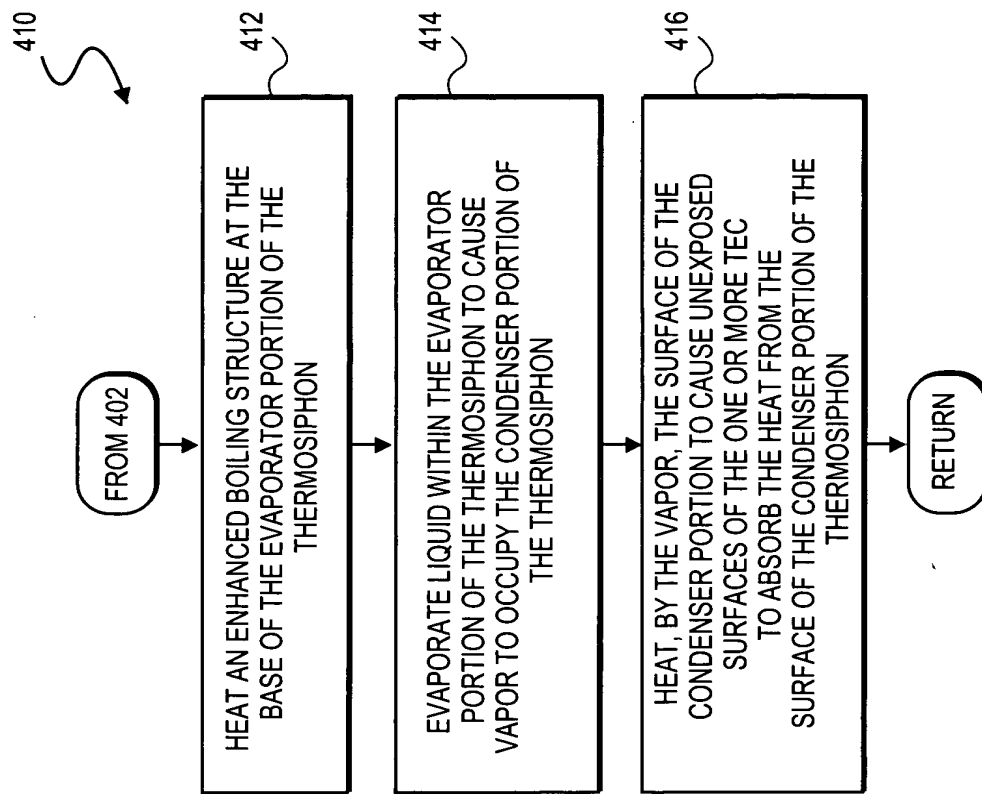 410
FROM 402
412
HEAT AN ENHANCED BOILING STRUCTURE AT THE
BASE OF THE EVAPORATOR PORTION OF THE
THERMOSIPHON
414
EVAPORATE LIQUID WITHIN THE EVAPORATOR
PORTION OF THE THERMOSIPHON TO CAUSE
VAPOR TO OCCUPY THE CONDENSER PORTION OF
THE THERMOSIPHON
416
HEAT, BY THE VAPOR, THE SURFACE OF THE
CONDENSER PORTION TO CAUSE UNEXPOSED
SURFACES OF THE ONE OR MORE TEC
TO ABSORB THE HEAT FROM THE
SURFACE OF THE CONDENSER PORTION OF THE
THERMOSIPHON
RETURN